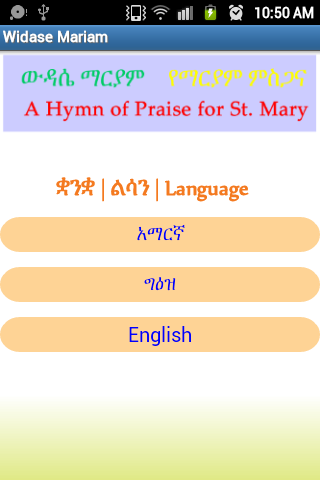 10:50 AM
Widase Mariam
ውዳሴ ማርያም የማርያም ምስጋና
A Hymn of Praise for St. Mary
ቋንቋ | ልሳን | Language
አማርኛ
ግዕዝ
English